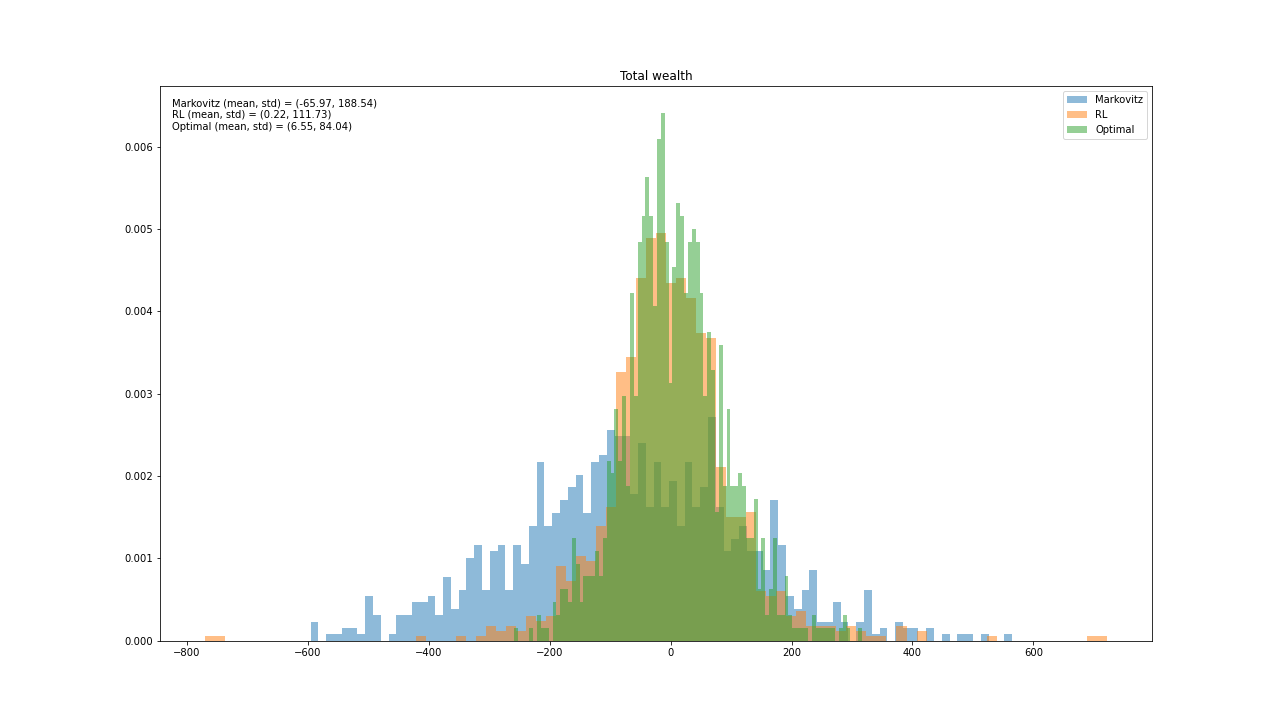 Total wealth
Markovitz (mean, std) = (-65.97, 188.54)
RL (mean, std) = (0.22, 111.73)
Optimal (mean, std) = (6.55, 84.04)
Markovitz
RL
Optimal
0.006
0.005
0.004
0.003
0.002
0.001
0.000
−800 −600 −400 −200 0 200 400 600